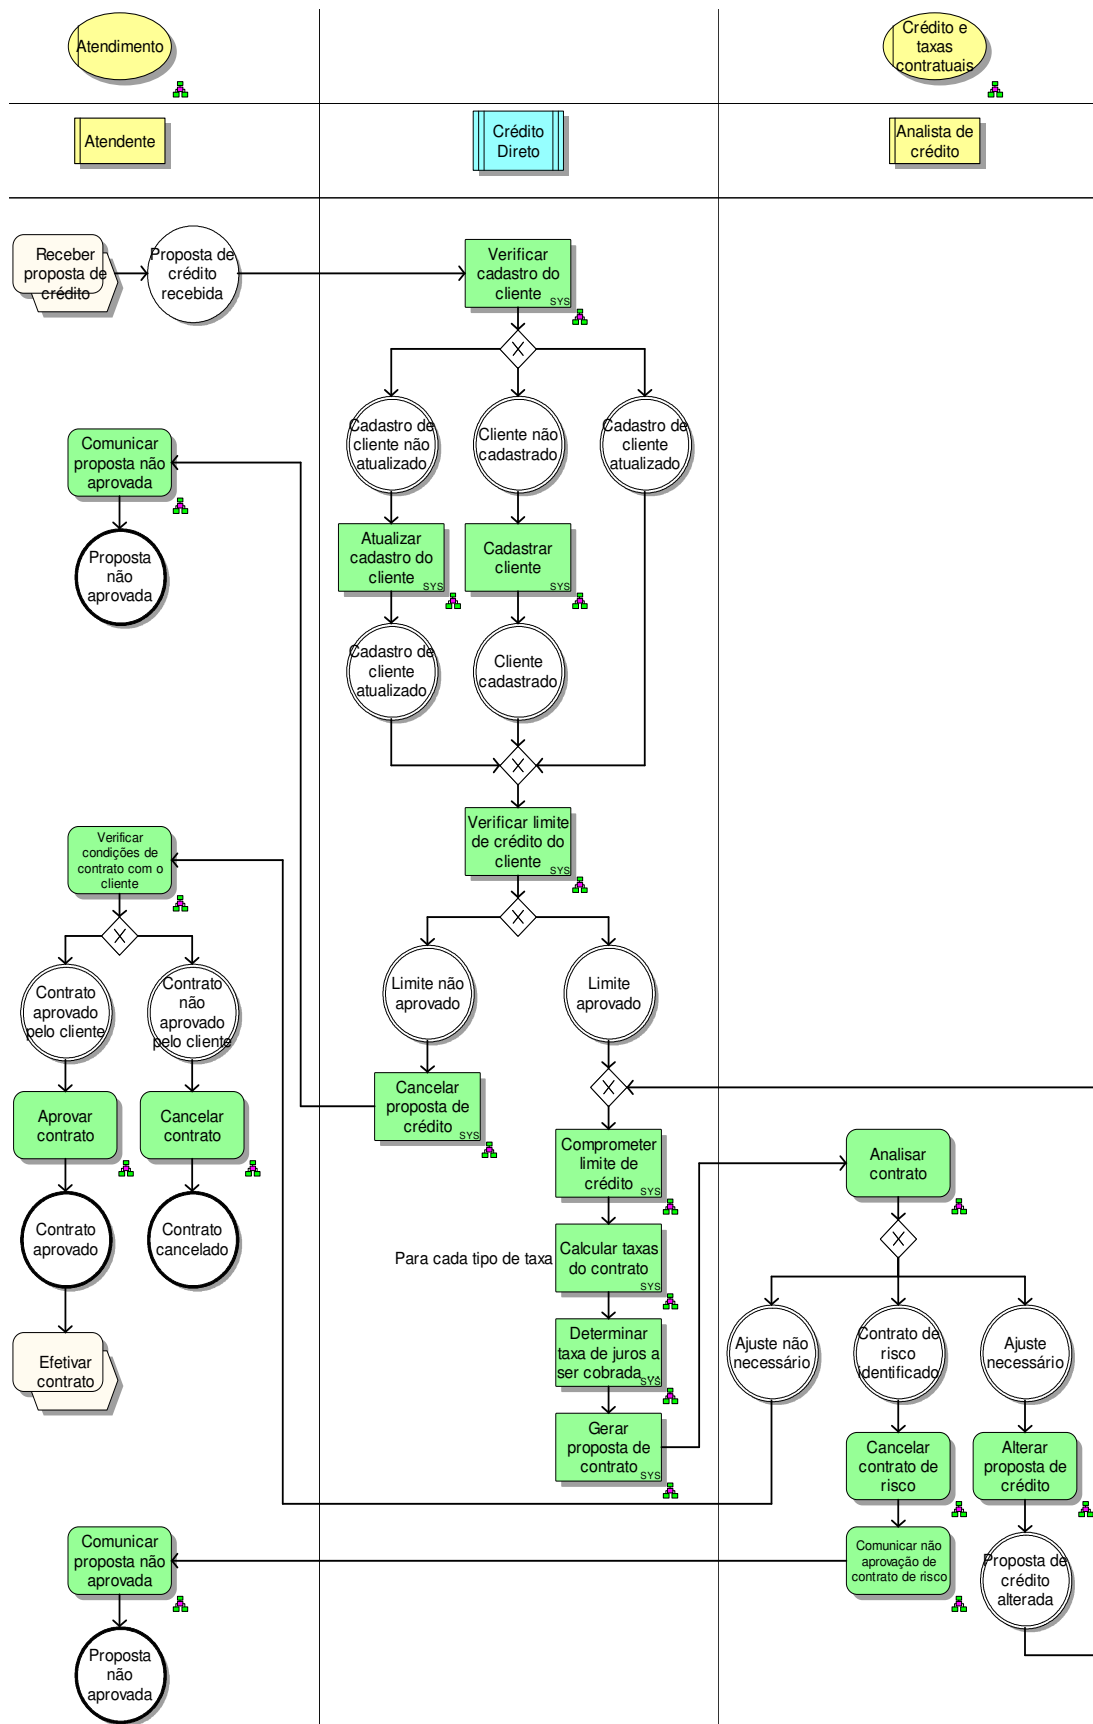 Atendimento
Crédito e
taxas
contratuais
Atendente
Crédito
Direto
Analista de
crédito
Receber
proposta de
crédito
Proposta de
crédito
recebida
Verificar
cadastro do
cliente
SYS
X
Cadastro de
cliente não
atualizado
Cliente não
cadastrado
Cadastro de
cliente
atualizado
Comunicar
proposta não
aprovada
Proposta
não
aprovada
Atualizar
cadastro do
cliente
SYS
Cadastrar
cliente
SYS
Cadastro de
cliente
atualizado
Cliente
cadastrado
X
Verificar limite
de crédito do
cliente
SYS
X
Verificar
condições de
contrato com o
cliente
X
Contrato
aprovado
pelo cliente
Contrato
não
aprovado
pelo cliente
Limite não
aprovado
Limite
aprovado
Aprovar
contrato
Cancelar
contrato
Cancelar
proposta de
crédito
SYS
X
Comprometer
limite de
crédito
SYS
Analisar
contrato
X
Contrato
aprovado
Contrato
cancelado
Para cada tipo de taxa
Calcular taxas
do contrato
SYS
Determinar
taxa de juros a
ser cobrada
SYS
Ajuste não
necessário
Contrato de
risco
identificado
Ajuste
necessário
Efetivar
contrato
Gerar
proposta de
contrato
SYS
Cancelar
contrato de
risco
Alterar
proposta de
crédito
Comunicar
proposta não
aprovada
Comunicar não
aprovação de
contrato de risco
Proposta de
crédito
alterada
Proposta
não
aprovada